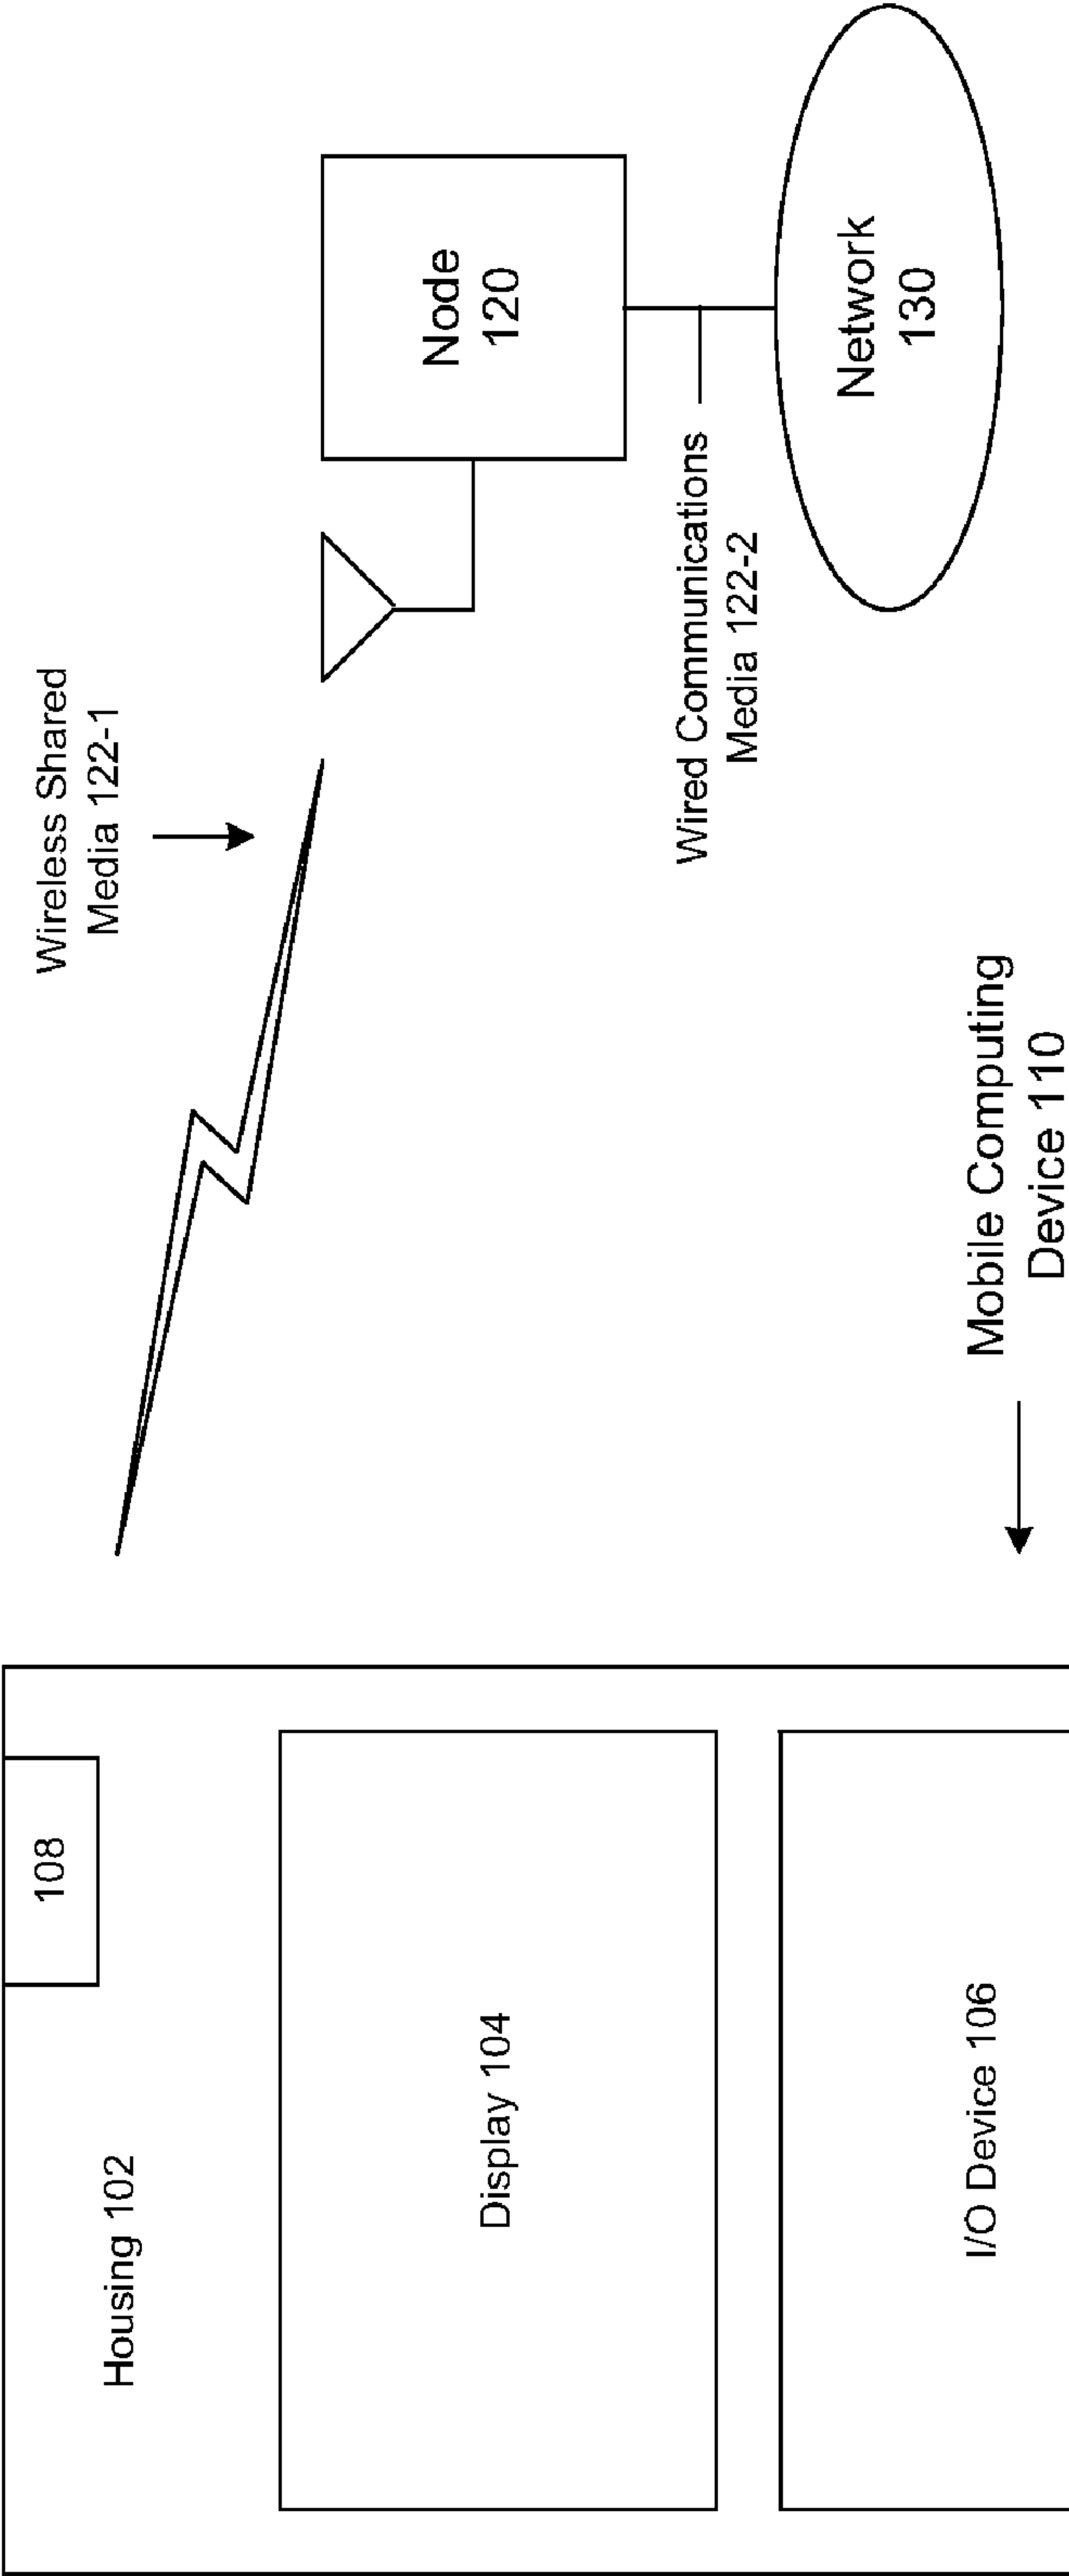 Housing 102
108
Display 104
I/O Device 106
Mobile Computing
Device 110
Wireless Shared
Media 122-1
Node
120
Wired Communications
Media 122-2
Network
130